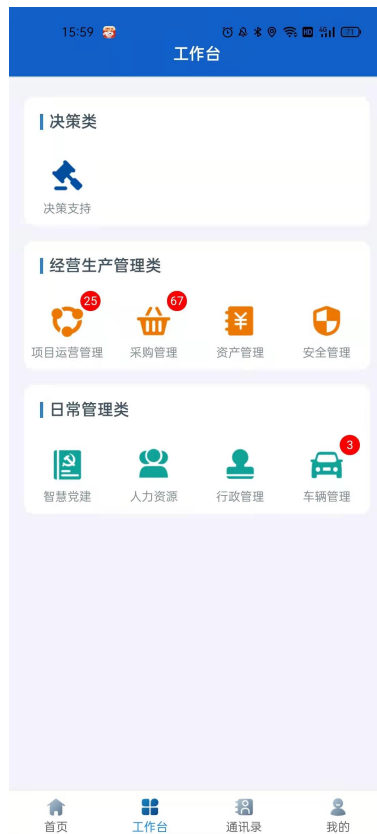 15:59
HD 4G 71
工作台
决策类
决策支持
经营生产管理类
25 67
项目运营管理 采购管理 资产管理 安全管理
日常管理类
3
智慧党建 人力资源 行政管理 车辆管理
首页 工作台 通讯录 我的